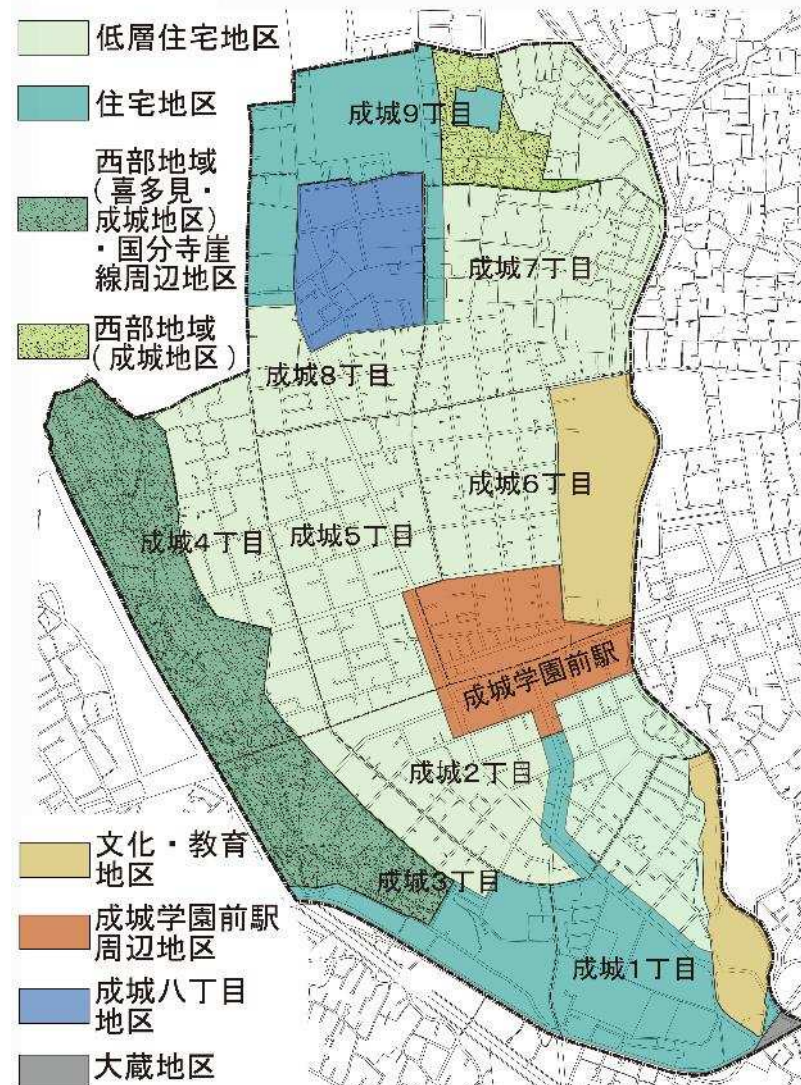 低層住宅地区
住宅地区
西部地域
(喜多見・
成城地区)
・国分寺崖
線周辺地区
西部地域
(成城地区)
成城9丁目
成城7丁目
成城8丁目
成城6丁目
成城4丁目
成城5丁目
成城学園前駅
成城2丁目
成城3丁目
成城1丁目
文化・教育
地区
成城学園前駅
周辺地区
成城八丁目
地区
大蔵地区